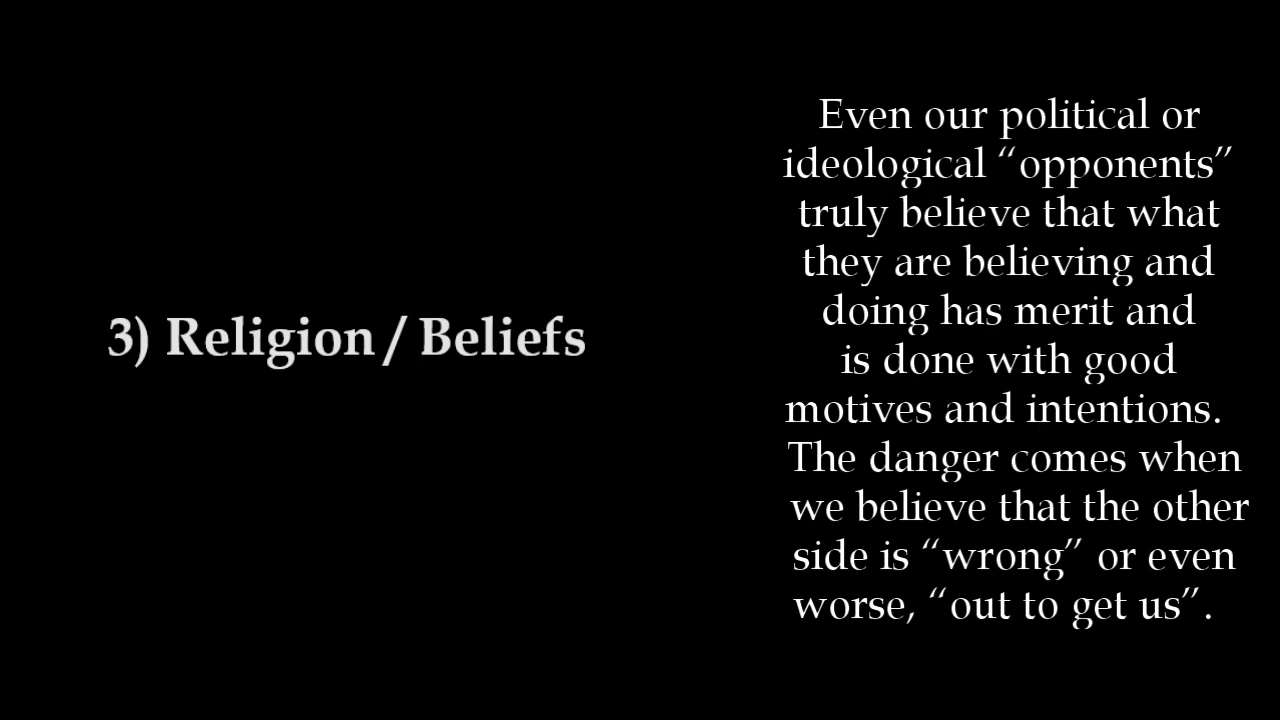 3) Religion / Beliefs
Even our political or
ideological “opponents”
truly believe that what
they are believing and
doing has merit and
is done with good
motives and intentions.
The danger comes when
we believe that the other
side is “wrong” or even
worse, “out to get us”.